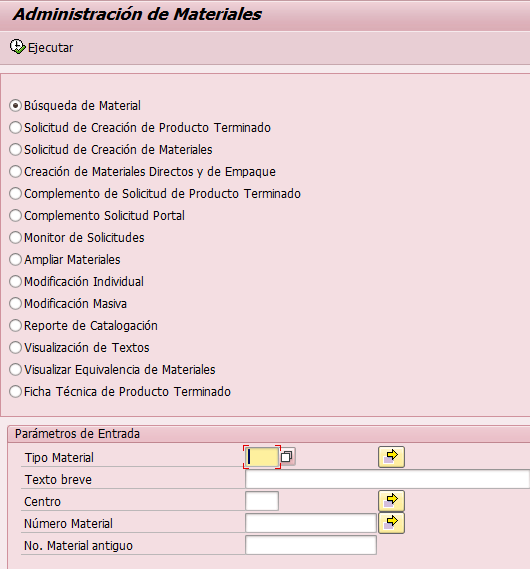 Administración de Materiales
Ejecutar
Búsqueda de Material
Solicitud de Creación de Producto Terminado
Solicitud de Creación de Materiales
Creación de Materiales Directos y de Empaque
Complemento de Solicitud de Producto Terminado
Complemento Solicitud Portal
Monitor de Solicitudes
Ampliar Materiales
Modificación Individual
Modificación Masiva
Reporte de Catalogación
Visualización de Textos
Visualizar Equivalencia de Materiales
Ficha Técnica de Producto Terminado
Parámetros de Entrada
Tipo Material
Texto breve
Centro
Número Material
No. Material antiguo